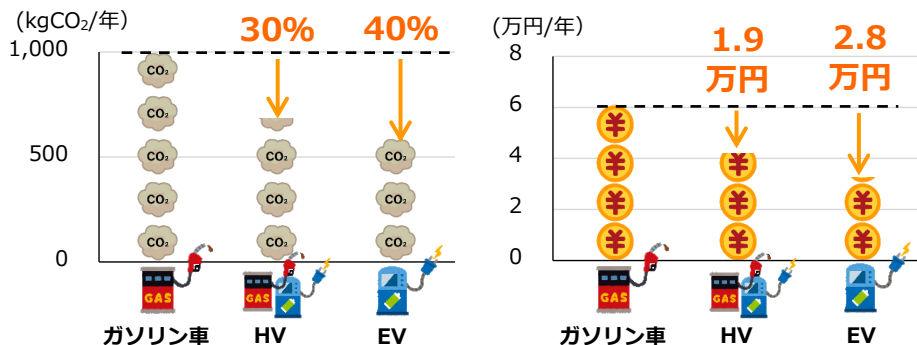 (kgCO₂/年)
1,000
500
0
30%
40%
CO₂
CO₂
CO₂
CO₂
CO₂
CO₂
CO₂
CO₂
CO₂
CO₂
GAS
GAS
ガソリン車
HV
EV
(万円/年)
8
6
4
2
0
1.9
万円
2.8
万円
¥
¥
¥
¥
¥
¥
¥
¥
¥
GAS
GAS
ガソリン車
HV
EV